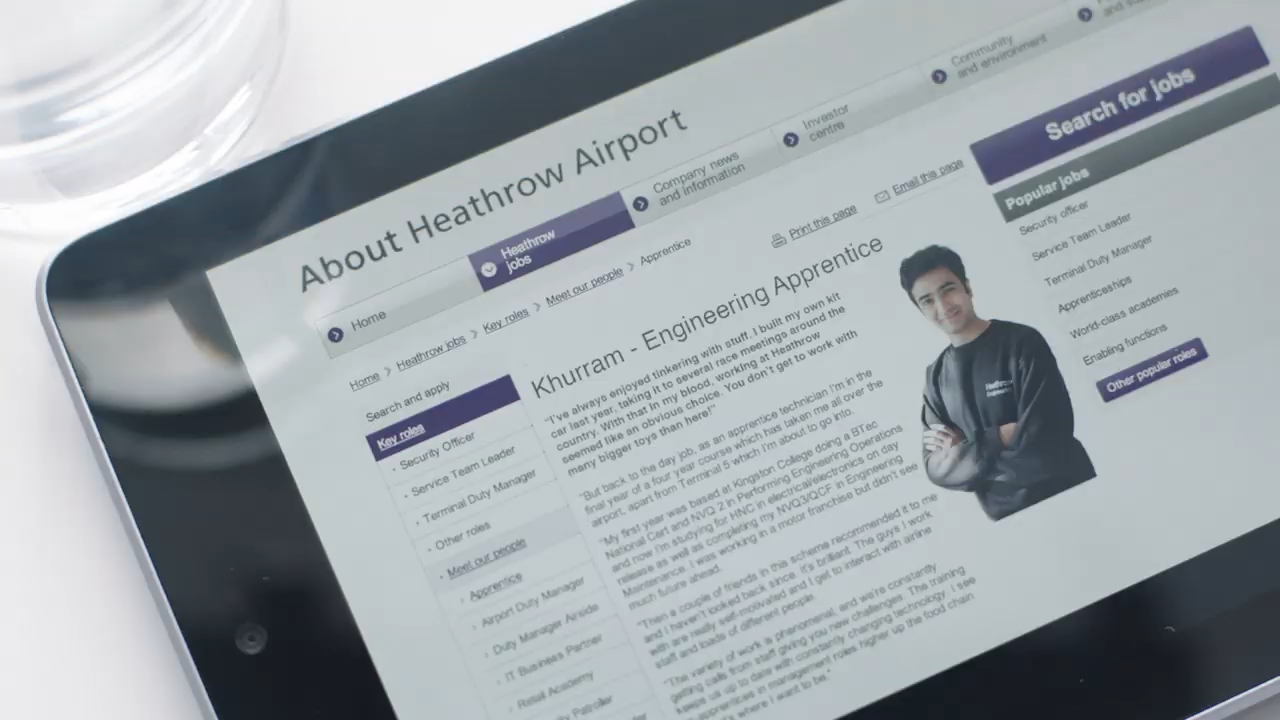 About Heathrow Airport
Home
Heathrow
jobs
Company news
and information
Investor
centre
Community
and environment
Home > Heathrow jobs > Key roles > Meet our people > Apprentice
Print this page
Email this page
Search and apply
Key roles
Security Officer
Service Team Leader
Terminal Duty Manager
Other roles
Meet our people
Apprentice
Airport Duty Manager
Duty Manager Airside
IT Business Partner
Retail Academy
Patroller
Khurram - Engineering Apprentice
"I've always enjoyed tinkering with stuff. I built my own kit
car last year, taking it to several race meetings around the
country. With that in my blood, working at Heathrow
seemed like an obvious choice. You don't get to work with
many bigger toys than here!"
"But back to the day job, as an apprentice technician I'm in the
final year of a four year course which has taken me all over the
airport, apart from Terminal 5 which I'm about to go into.
"My first year was based at Kingston College doing a BTec
National Cert and NVQ 2 in Performing Engineering Operations
and now I'm studying for HNC in electrical/electronics on day
release as well as completing my NVQ3/QCF in Engineering
Maintenance. I was working in a motor franchise but didn't see
much future ahead.
"Then a couple of friends in this scheme recommended it to me
and I haven't looked back since. It's brilliant. The guys I work
with are really self-motivated and I get to interact with airline
staff and loads of different people.
"The variety of work is phenomenal, and we're constantly
getting calls from staff giving you new challenges. The training
keeps us up to date with constantly changing technology. I see
apprentices in management roles higher up the food chain
where I want to be."
Heathrow
Search for jobs
Popular jobs
Security officer
Service Team Leader
Terminal Duty Manager
Apprenticeships
World-class academies
Enabling functions
Other popular roles